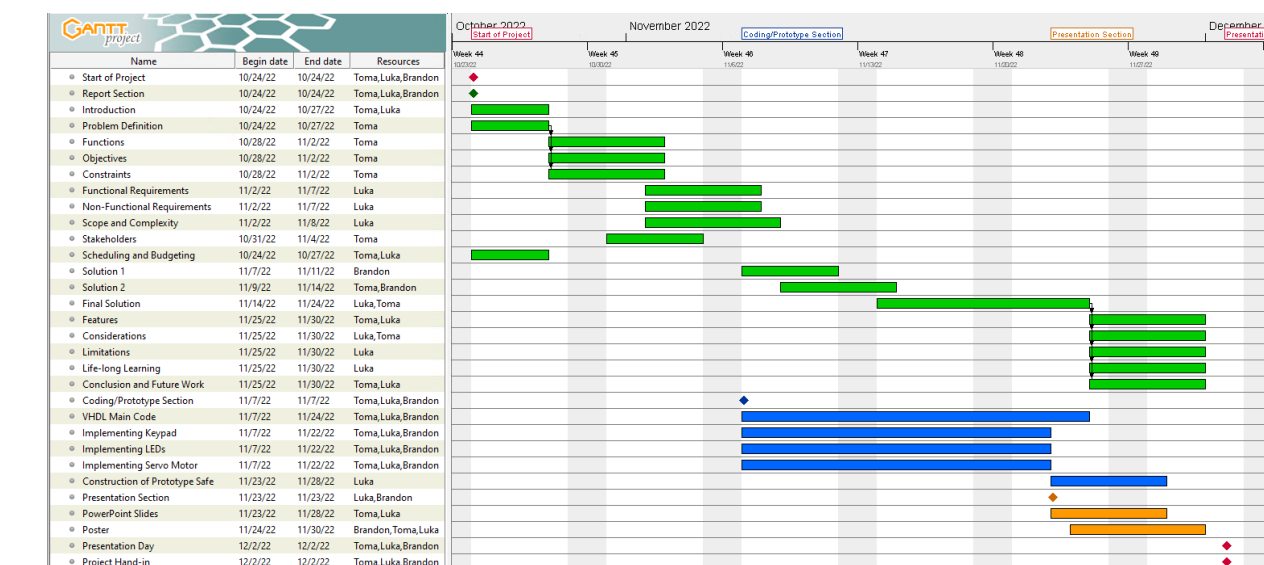 GANTT
project
October 2022
November 2022
December
Start of Project
Coding/Prototype Section
Presentation Section
Presentati
Week 44
Week 45
Week 46
Week 47
Week 48
Week 49
10/23/22
10/30/22
11/6/22
11/13/22
11/20/22
11/27/22
Name Begin date End date Resources
Start of Project 10/24/22 10/24/22 Toma,Luka,Brandon
Report Section 10/24/22 10/24/22 Toma,Luka,Brandon
Introduction 10/24/22 10/27/22 Toma,Luka
Problem Definition 10/24/22 10/27/22 Toma
Functions 10/28/22 11/2/22 Toma
Objectives 10/28/22 11/2/22 Toma
Constraints 10/28/22 11/2/22 Toma
Functional Requirements 11/2/22 11/7/22 Luka
Non-Functional Requirements 11/2/22 11/7/22 Luka
Scope and Complexity 11/2/22 11/8/22 Luka
Stakeholders 10/31/22 11/4/22 Toma
Scheduling and Budgeting 10/24/22 10/27/22 Toma,Luka
Solution 1 11/7/22 11/11/22 Brandon
Solution 2 11/9/22 11/14/22 Toma,Brandon
Final Solution 11/14/22 11/24/22 Luka,Toma
Features 11/25/22 11/30/22 Toma,Luka
Considerations 11/25/22 11/30/22 Luka,Toma
Limitations 11/25/22 11/30/22 Luka
Life-long Learning 11/25/22 11/30/22 Luka
Conclusion and Future Work 11/25/22 11/30/22 Toma,Luka
Coding/Prototype Section 11/7/22 11/7/22 Toma,Luka,Brandon
VHDL Main Code 11/7/22 11/24/22 Toma,Luka,Brandon
Implementing Keypad 11/7/22 11/22/22 Toma,Luka,Brandon
Implementing LEDs 11/7/22 11/22/22 Toma,Luka,Brandon
Implementing Servo Motor 11/7/22 11/22/22 Toma,Luka,Brandon
Construction of Prototype Safe 11/23/22 11/28/22 Luka
Presentation Section 11/23/22 11/23/22 Luka,Brandon
PowerPoint Slides 11/23/22 11/28/22 Toma,Luka
Poster 11/24/22 11/30/22 Brandon,Toma,Luka
Presentation Day 12/2/22 12/2/22 Toma,Luka,Brandon
Project Hand-in 12/2/22 12/2/22 Toma,Luka,Brandon